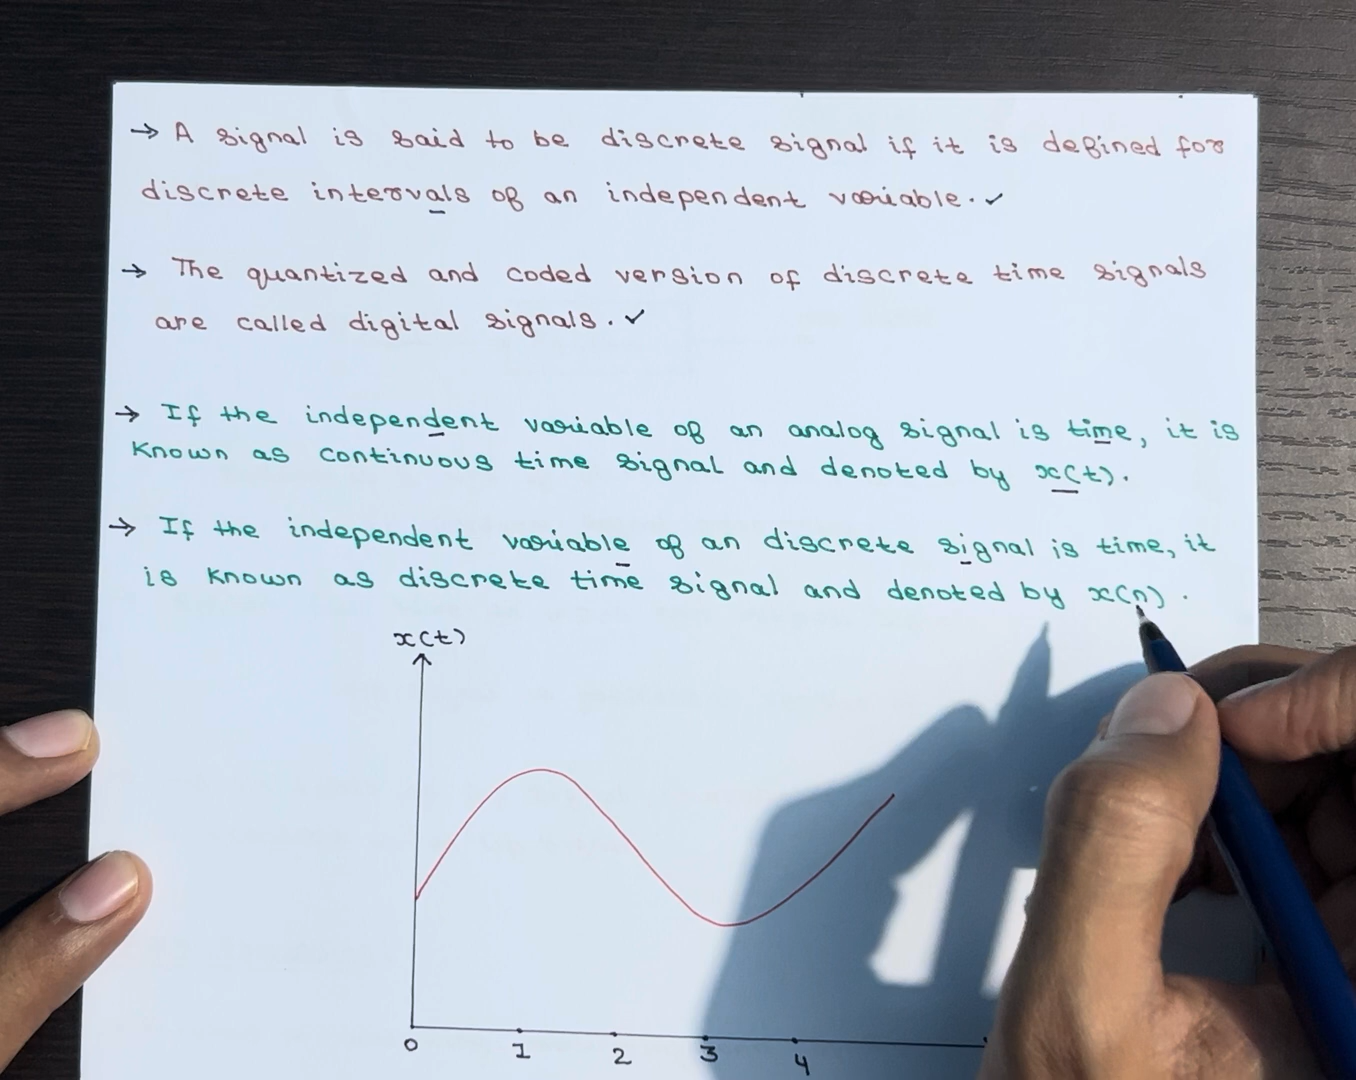 → A signal is said to be discrete signal if it is defined for
discrete intervals of an independent variable. ✓
→ The quantized and coded version of discrete time signals
are called digital signals. ✓
→ If the independent variable of an analog signal is time, it is
known as continuous time signal and denoted by x(t).
→ If the independent variable of an discrete signal is time, it
is known as discrete time signal and denoted by x(n).
x(t)
0 1 2 3 4